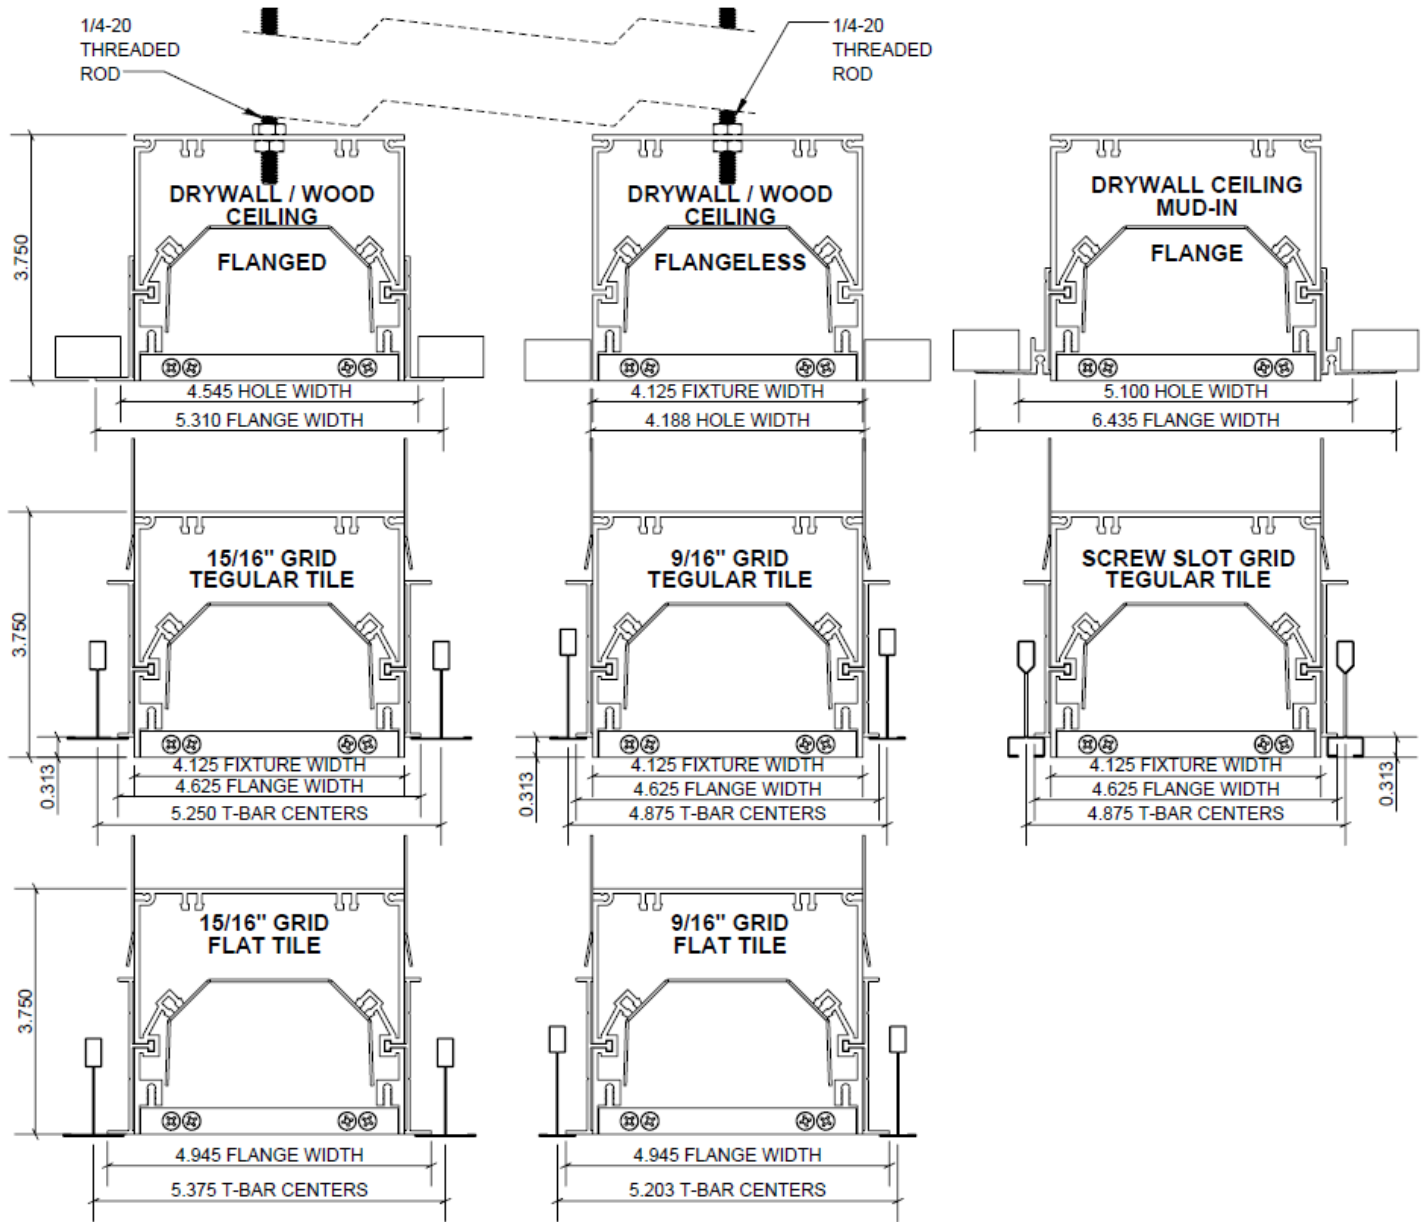 1/4-20
THREADED
ROD
1/4-20
THREADED
ROD
3.750
DRYWALL / WOOD
CEILING
FLANGED
4.545 HOLE WIDTH
5.310 FLANGE WIDTH
DRYWALL / WOOD
CEILING
FLANGELESS
4.125 FIXTURE WIDTH
4.188 HOLE WIDTH
DRYWALL CEILING
MUD-IN
FLANGE
5.100 HOLE WIDTH
6.435 FLANGE WIDTH
3.750
15/16" GRID
TEGULAR TILE
0.313
4.125 FIXTURE WIDTH
4.625 FLANGE WIDTH
5.250 T-BAR CENTERS
9/16" GRID
TEGULAR TILE
0.313
4.125 FIXTURE WIDTH
4.625 FLANGE WIDTH
4.875 T-BAR CENTERS
SCREW SLOT GRID
TEGULAR TILE
4.125 FIXTURE WIDTH
4.625 FLANGE WIDTH
4.875 T-BAR CENTERS
0.313
3.750
15/16" GRID
FLAT TILE
4.945 FLANGE WIDTH
5.375 T-BAR CENTERS
9/16" GRID
FLAT TILE
4.945 FLANGE WIDTH
5.203 T-BAR CENTERS